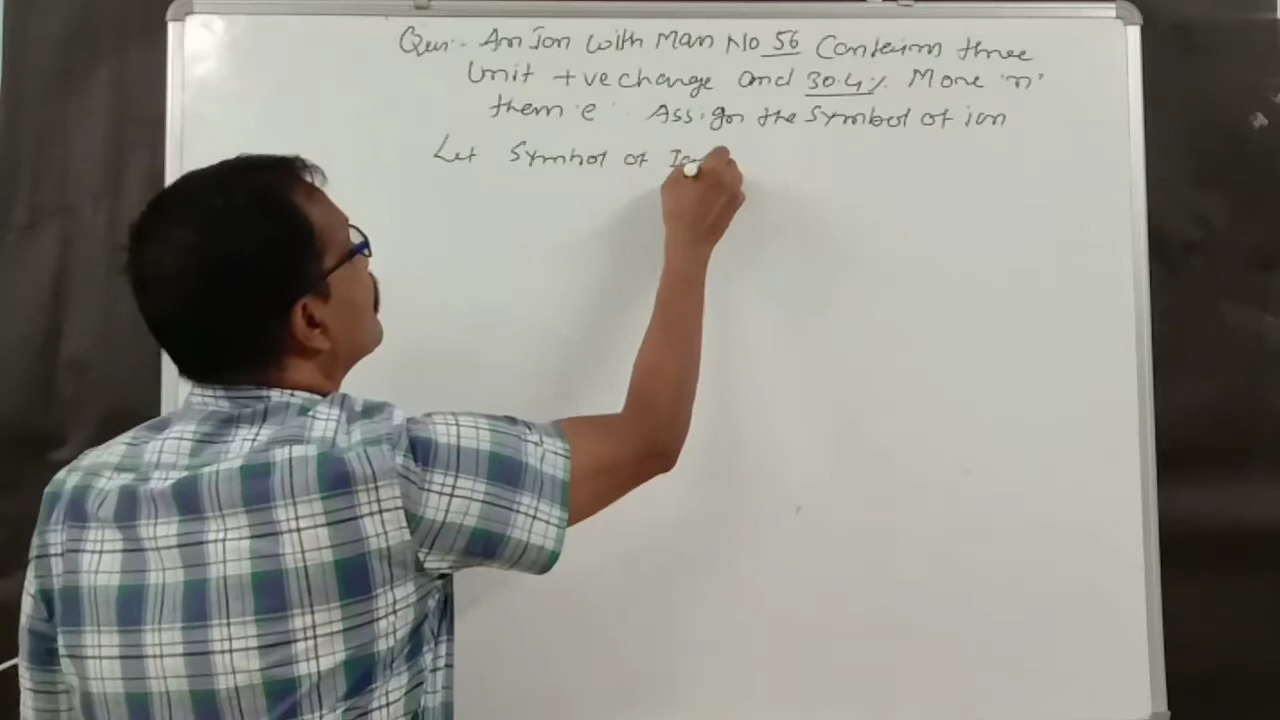 Ques:- An Ion with Mass No 56 Contains three
Unit +ve charge and 30.4% More 'n'
them e. Assign the Symbol of ion
Let Symbol of Ion